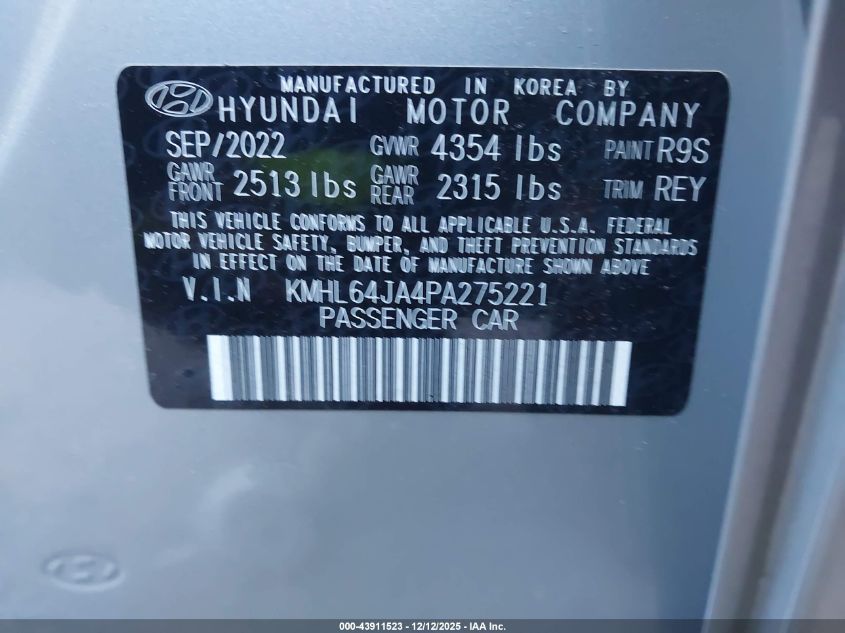 MANUFACTURED IN KOREA BY
HYUNDAI MOTOR COMPANY
SEP/2022 GVWR 4354 lbs PAINT R9S
GAWR FRONT 2513 lbs GAWR REAR 2315 lbs TRIM REY
THIS VEHICLE CONFORMS TO ALL APPLICABLE U.S.A. FEDERAL
MOTOR VEHICLE SAFETY, BUMPER, AND THEFT PREVENTION STANDARDS
IN EFFECT ON THE DATE OF MANUFACTURE SHOWN ABOVE
V.I.N KMHL64JA4PA275221
PASSENGER CAR
000-43911523 - 12/12/2025 - IAA Inc.